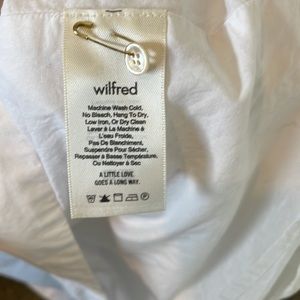 wilfred
Machine Wash Cold,
No Bleach, Hang To Dry,
Low Iron, Or Dry Clean
Laver à La Machine à
L'eau Froide,
Pas De Blanchiment,
Suspendre Pour Sécher,
Repasser à Basse Température,
Ou Nettoyer à Sec
A LITTLE LOVE
GOES A LONG WAY.